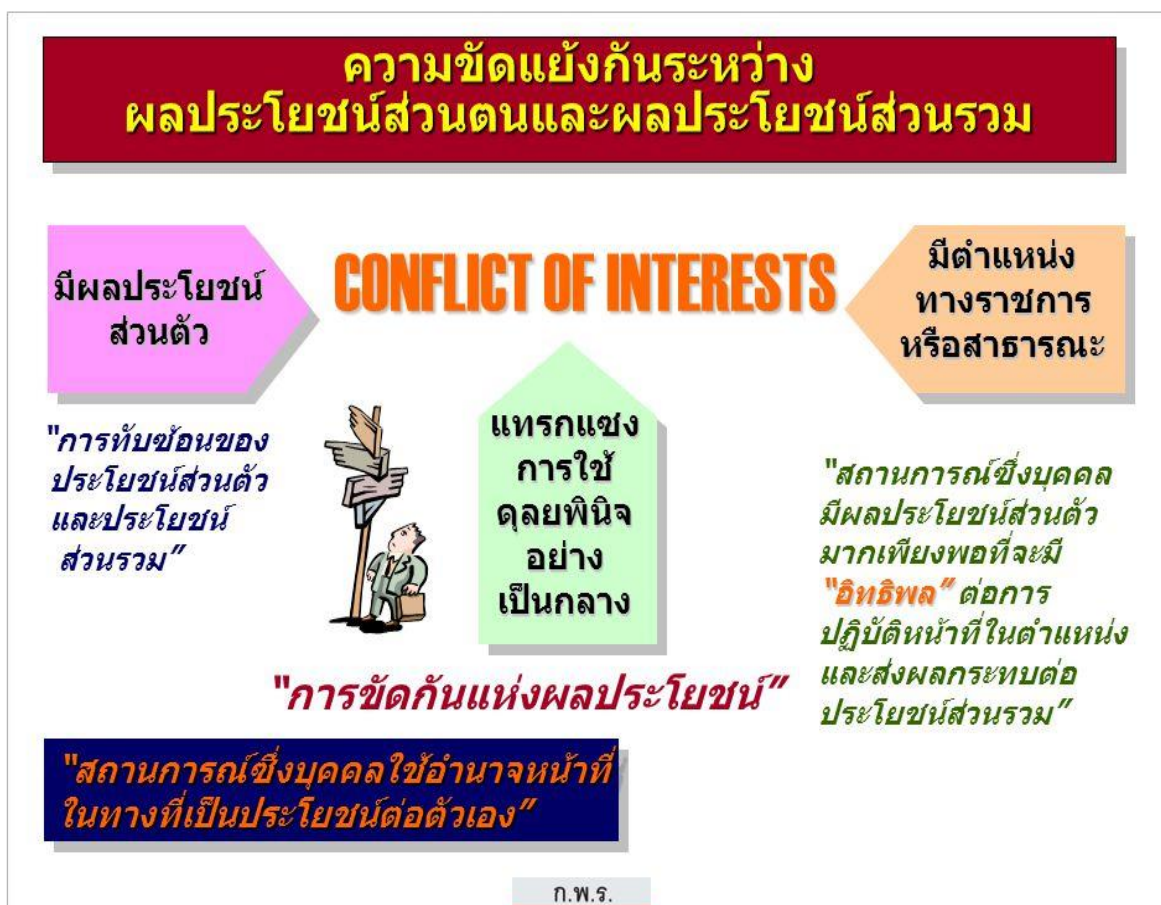 ความขัดแย้งกันระหว่าง
ผลประโยชน์ส่วนตนและผลประโยชน์ส่วนรวม
มีผลประโยชน์
ส่วนตัว
CONFLICT OF INTERESTS
มีตำแหน่ง
ทางราชการ
หรือสาธารณะ
"การทับซ้อนของ
ประโยชน์ส่วนตัว
และประโยชน์
ส่วนรวม"
แทรกแซง
การใช้
ดุลยพินิจ
อย่าง
เป็นกลาง
"สถานการณ์ซึ่งบุคคล
มีผลประโยชน์ส่วนตัว
มากเพียงพอที่จะมี
"อิทธิพล" ต่อการ
ปฏิบัติหน้าที่ในตำแหน่ง
และส่งผลกระทบต่อ
ประโยชน์ส่วนรวม"
"การขัดกันแห่งผลประโยชน์"
"สถานการณ์ซึ่งบุคคลใช้อำนาจหน้าที่
ในทางที่เป็นประโยชน์ต่อตัวเอง"
ก.พ.ร.